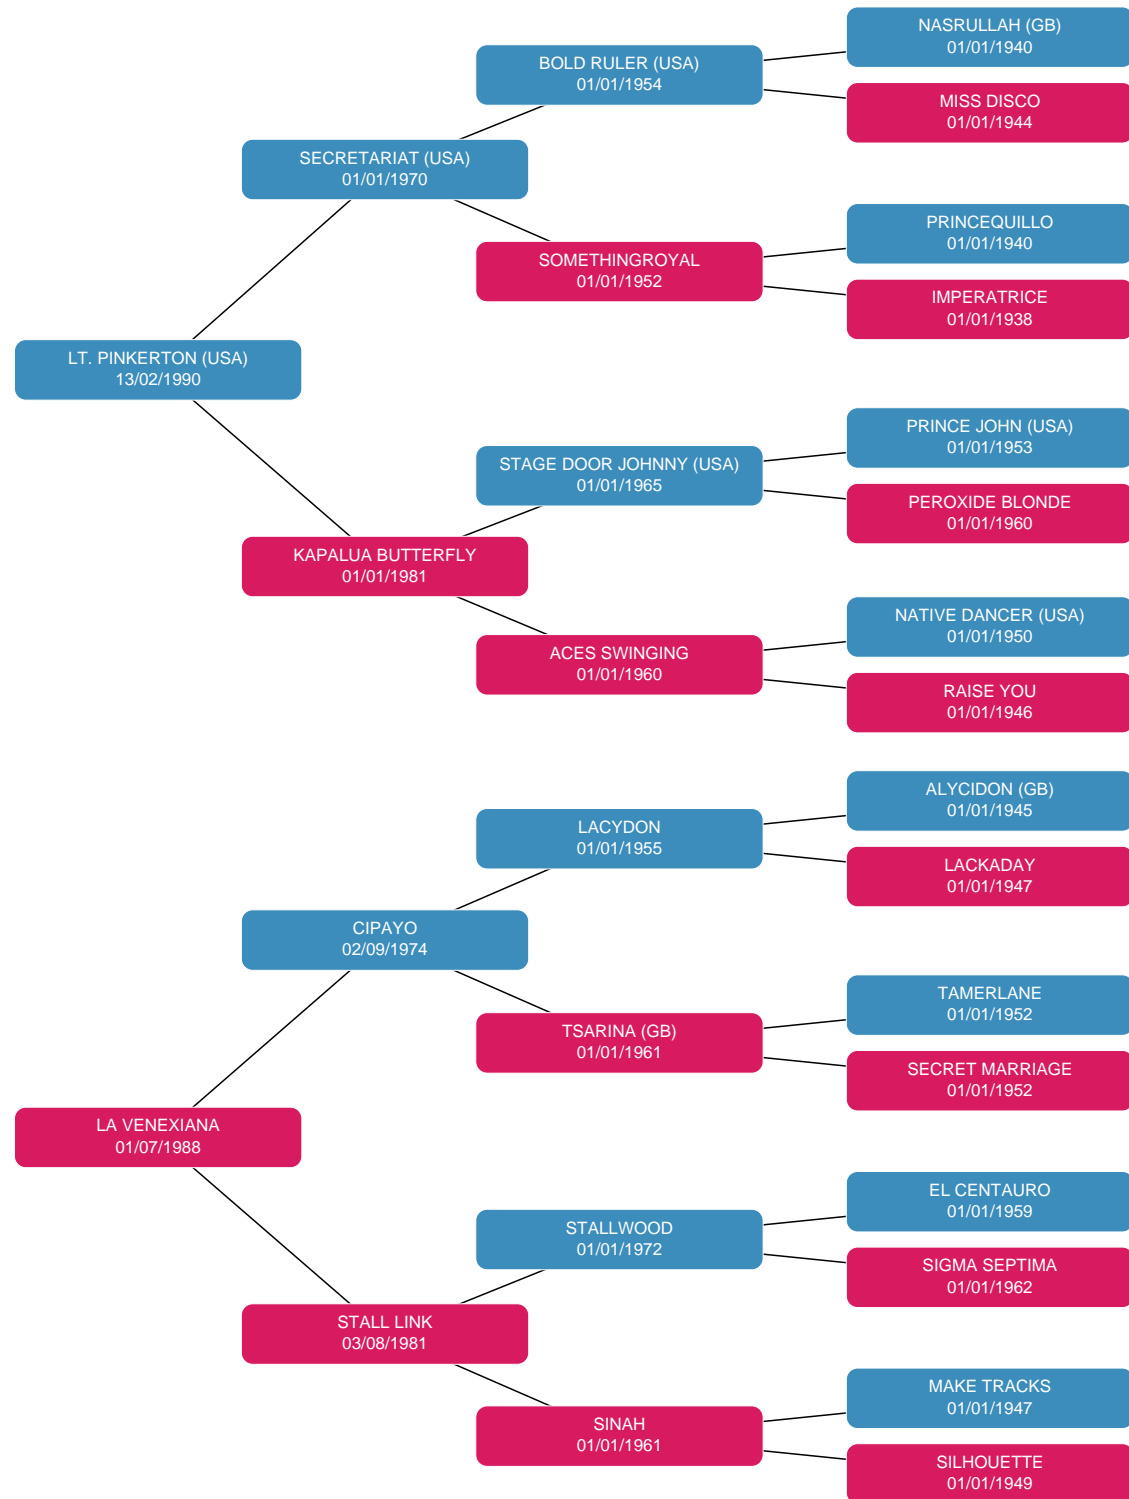 NASRULLAH (GB)
01/01/1940
BOLD RULER (USA)
01/01/1954
MISS DISCO
01/01/1944
SECRETARIAT (USA)
01/01/1970
PRINCEQUILLO
01/01/1940
SOMETHINGROYAL
01/01/1952
IMPERATRICE
01/01/1938
LT. PINKERTON (USA)
13/02/1990
PRINCE JOHN (USA)
01/01/1953
STAGE DOOR JOHNNY (USA)
01/01/1965
PEROXIDE BLONDE
01/01/1960
KAPALUA BUTTERFLY
01/01/1981
NATIVE DANCER (USA)
01/01/1950
ACES SWINGING
01/01/1960
RAISE YOU
01/01/1946
ALYCIDON (GB)
01/01/1945
LACYDON
01/01/1955
LACKADAY
01/01/1947
CIPAYO
02/09/1974
TAMERLANE
01/01/1952
TSARINA (GB)
01/01/1961
SECRET MARRIAGE
01/01/1952
LA VENEXIANA
01/07/1988
EL CENTAURO
01/01/1959
STALLWOOD
01/01/1972
SIGMA SEPTIMA
01/01/1962
STALL LINK
03/08/1981
MAKE TRACKS
01/01/1947
SINAH
01/01/1961
SILHOUETTE
01/01/1949